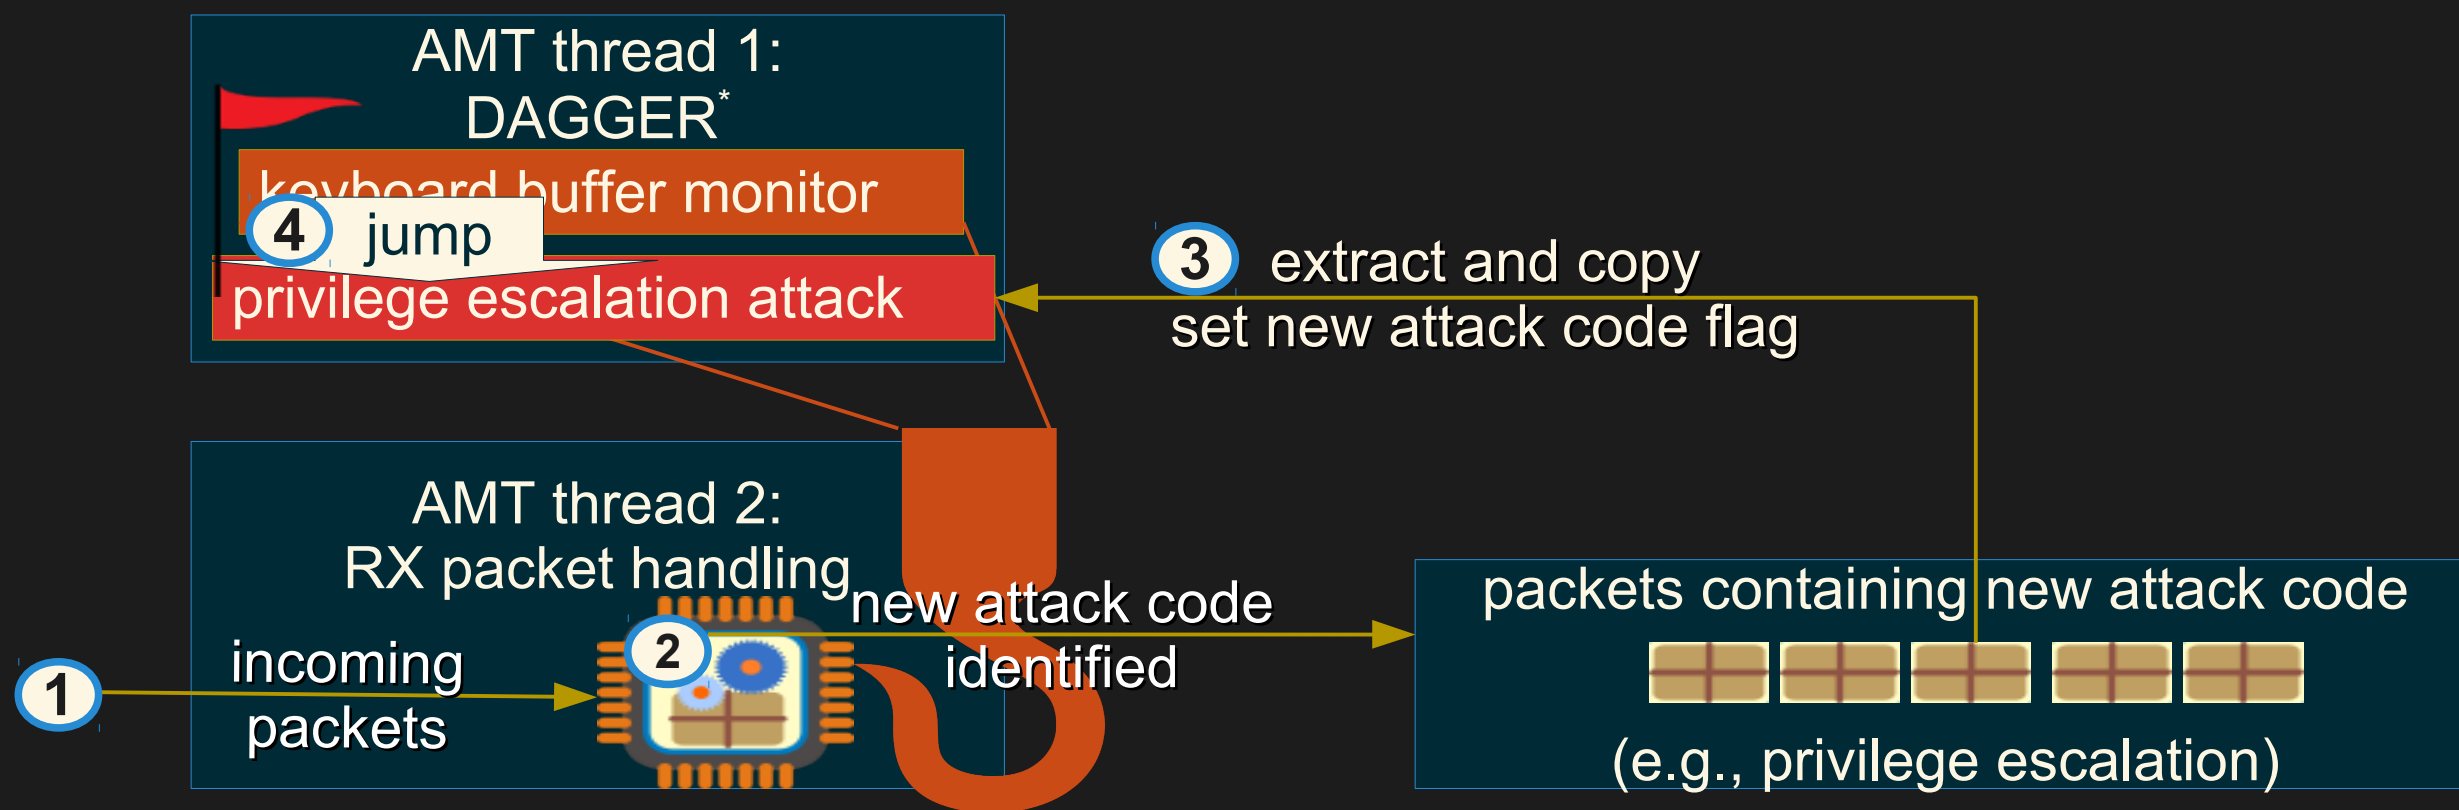 AMT thread 1:
DAGGER*
keyboard buffer monitor
4 jump
privilege escalation attack
3 extract and copy
set new attack code flag
AMT thread 2:
RX packet handling
1 incoming
packets
2
new attack code
identified
packets containing new attack code
(e.g., privilege escalation)